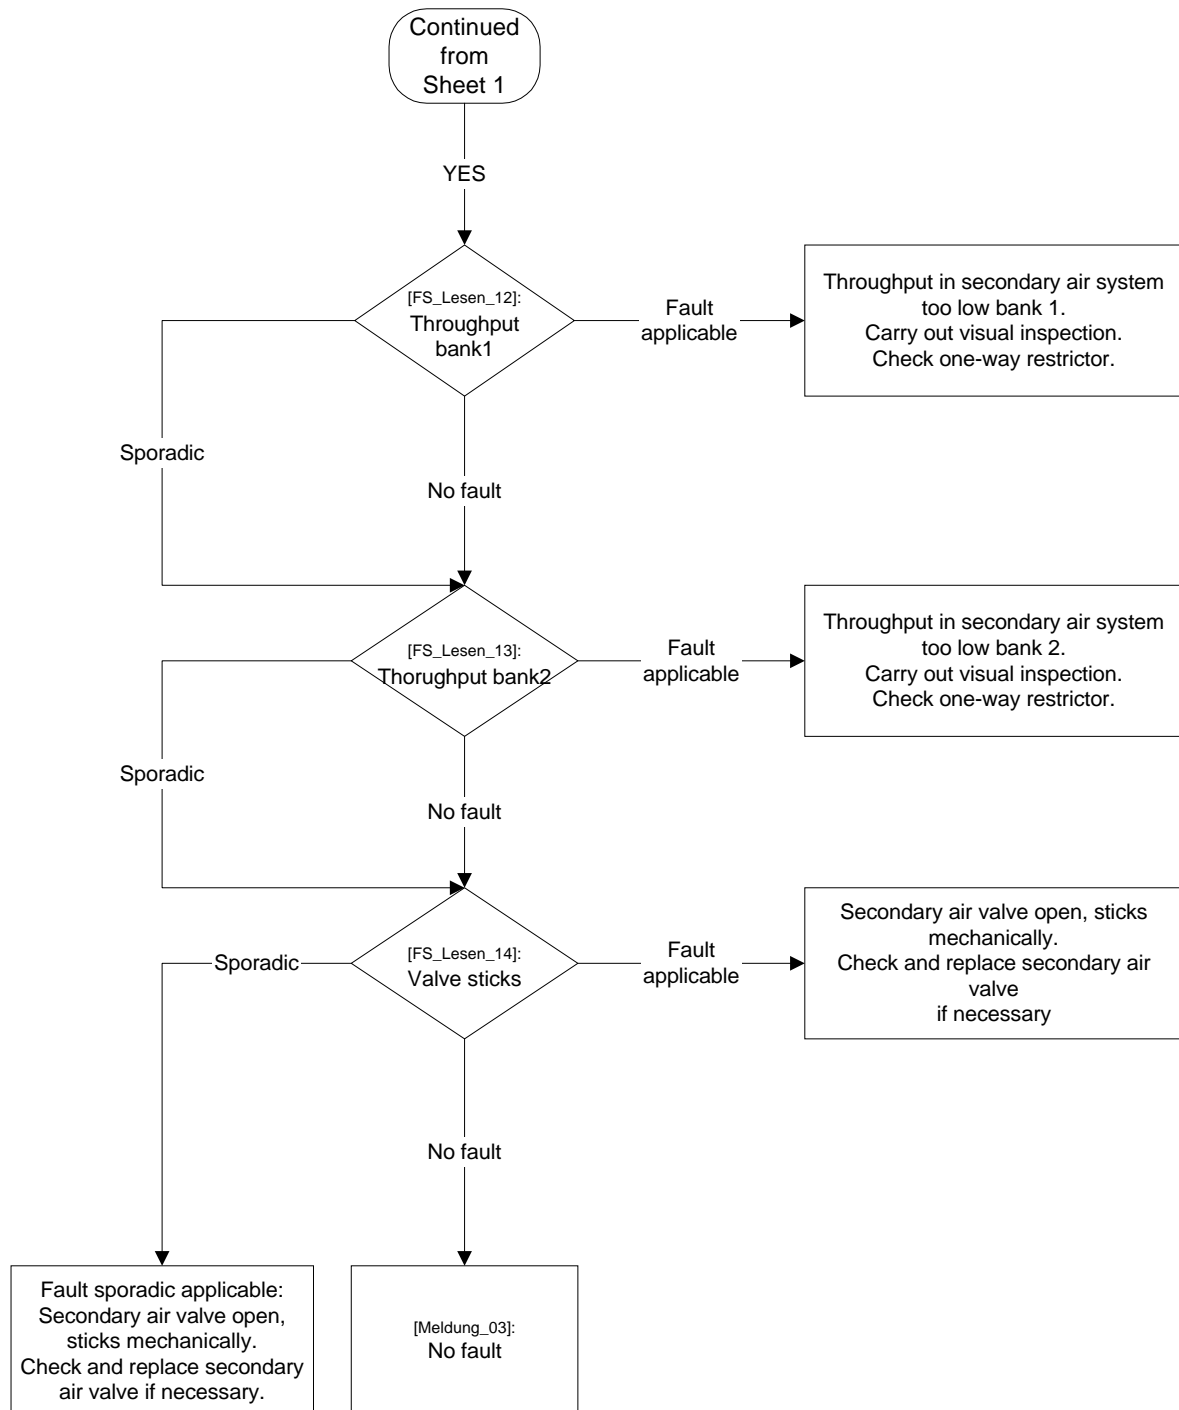 Continued
from
Sheet 1
YES
[FS_Lesen_12]:
Throughput
bank1
Fault
applicable
Throughput in secondary air system
too low bank 1.
Carry out visual inspection.
Check one-way restrictor.
Sporadic
No fault
[FS_Lesen_13]:
Thorughput bank2
Fault
applicable
Throughput in secondary air system
too low bank 2.
Carry out visual inspection.
Check one-way restrictor.
Sporadic
No fault
Sporadic
[FS_Lesen_14]:
Valve sticks
Fault
applicable
Secondary air valve open, sticks
mechanically.
Check and replace secondary air
valve
if necessary
No fault
Fault sporadic applicable:
Secondary air valve open,
sticks mechanically.
Check and replace secondary
air valve if necessary.
[Meldung_03]:
No fault